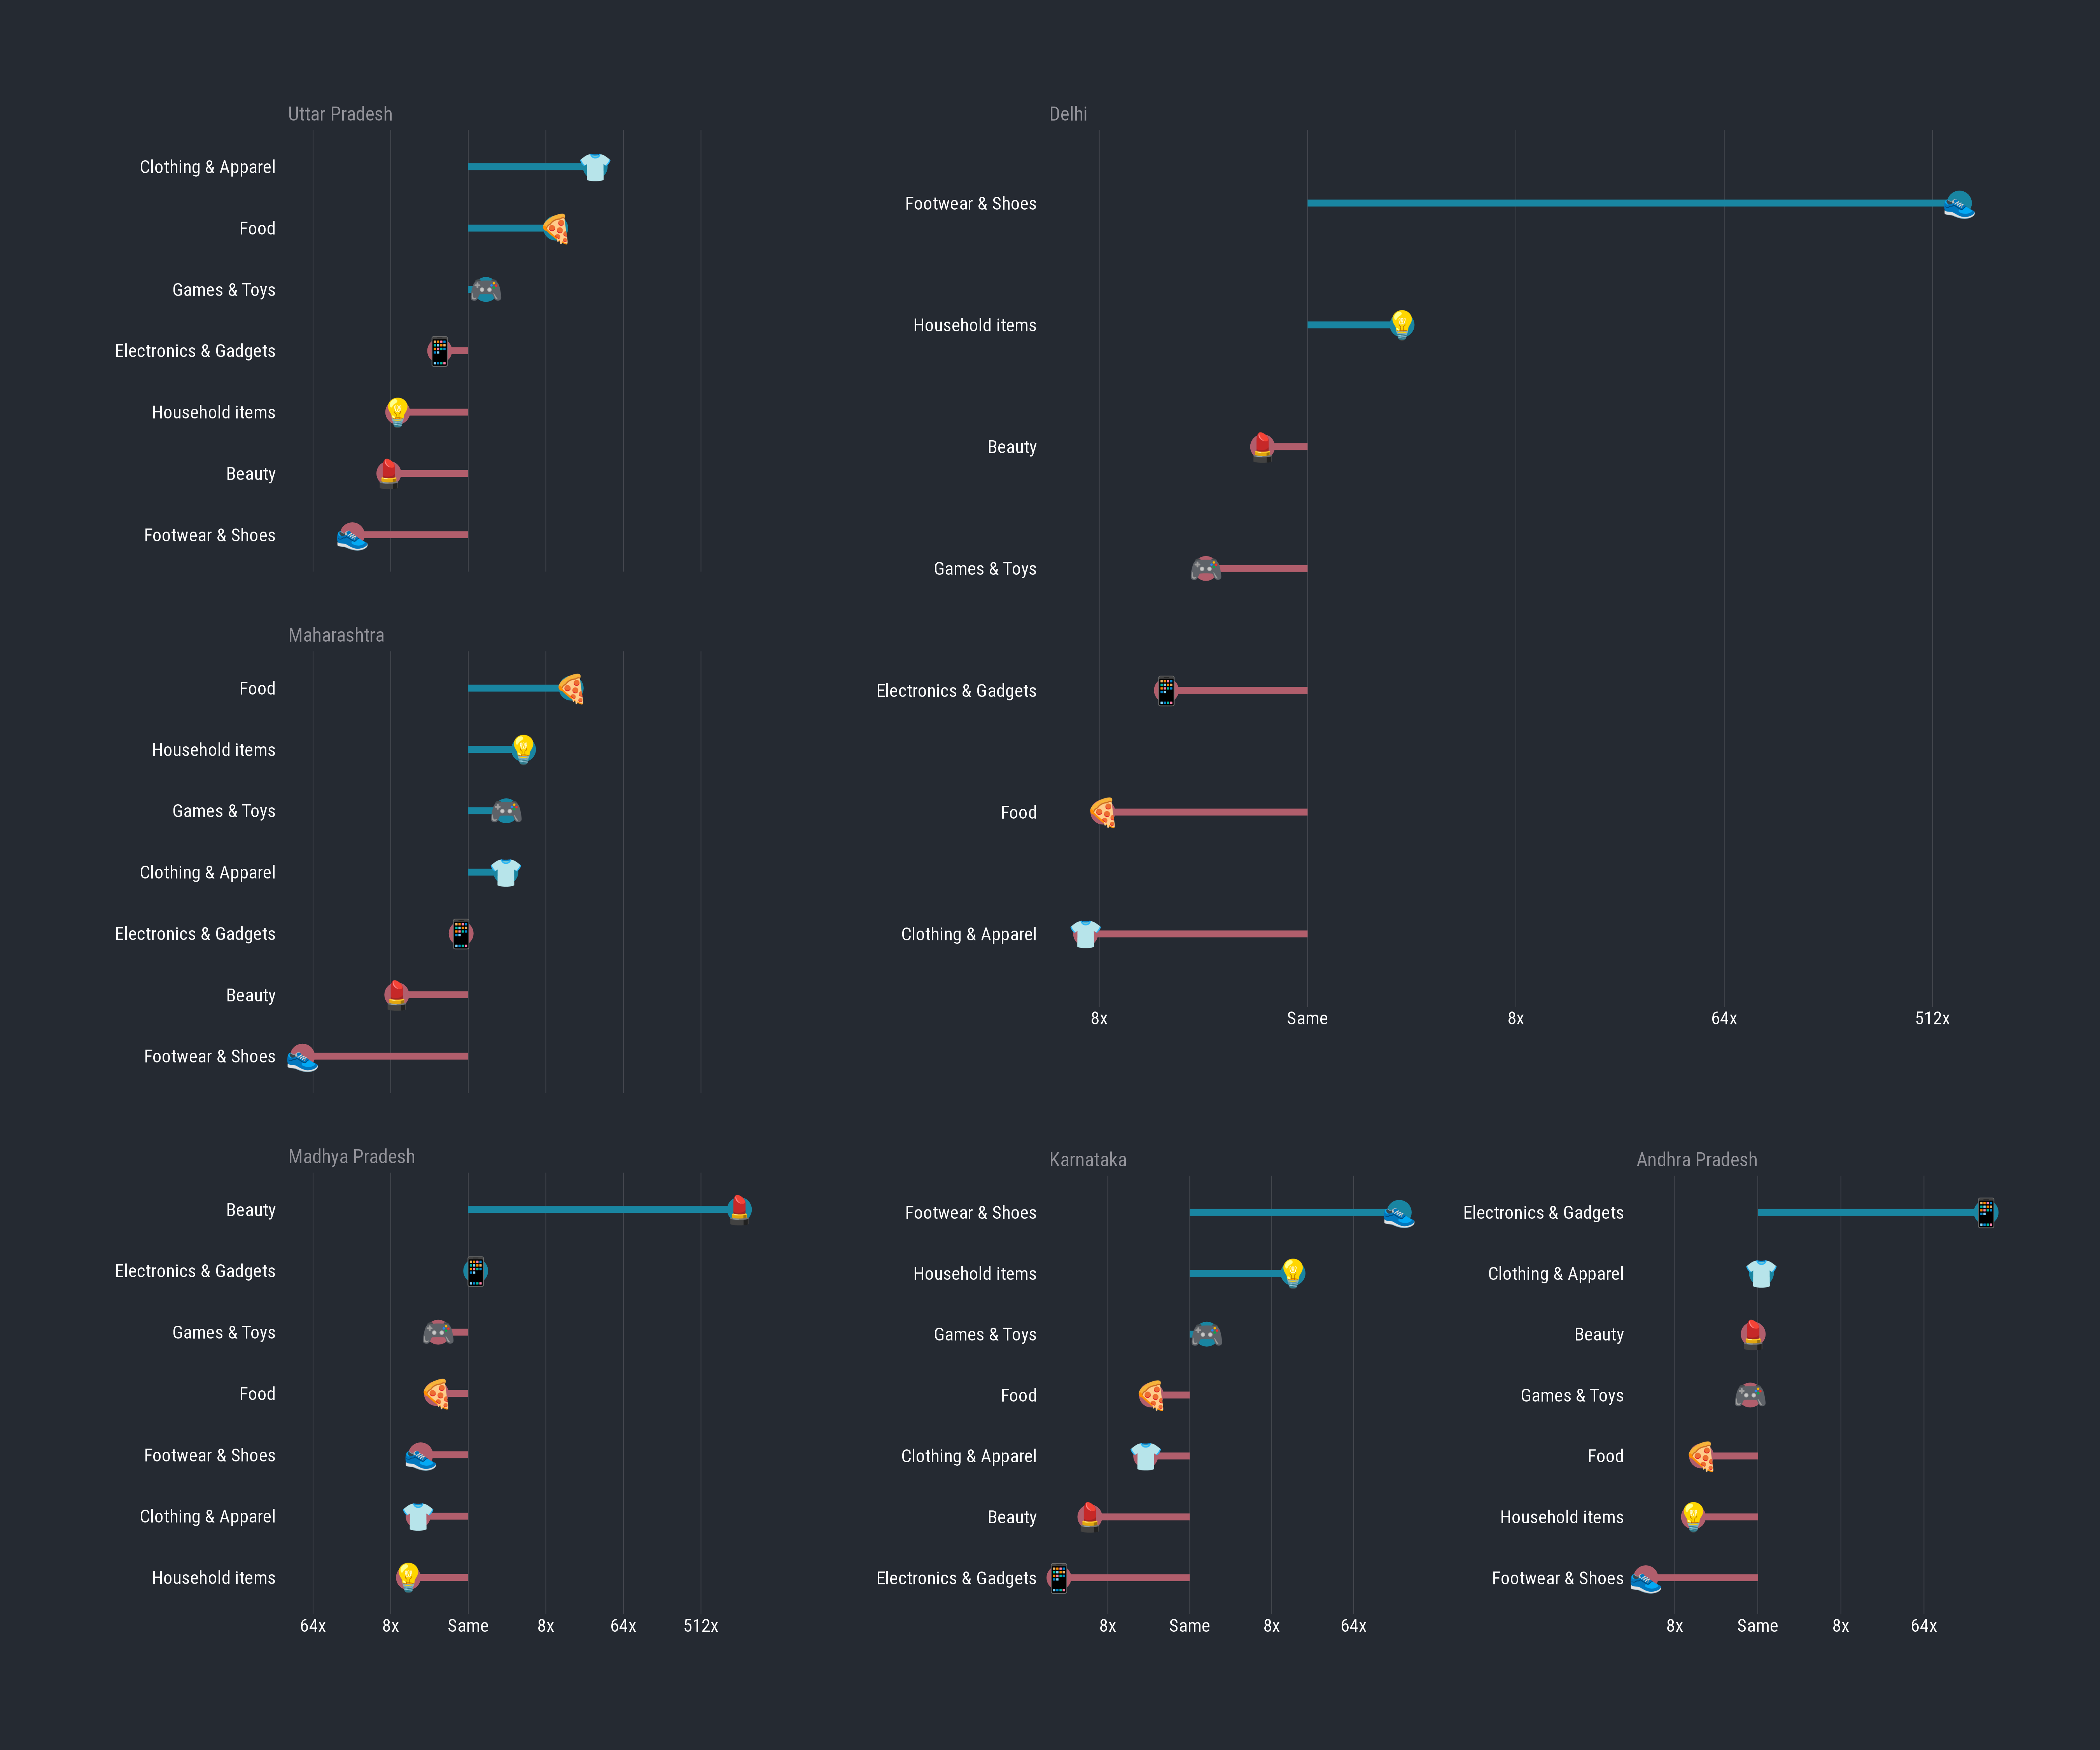 Uttar Pradesh
Clothing & Apparel
Food
Games & Toys
Electronics & Gadgets
Household items
Beauty
Footwear & Shoes
Maharashtra
Food
Household items
Games & Toys
Clothing & Apparel
Electronics & Gadgets
Beauty
Footwear & Shoes
Madhya Pradesh
Beauty
Electronics & Gadgets
Games & Toys
Food
Footwear & Shoes
Clothing & Apparel
Household items
64x 8x Same 8x 64x 512x
Delhi
Footwear & Shoes
Household items
Beauty
Games & Toys
Electronics & Gadgets
Food
Clothing & Apparel
8x Same 8x 64x 512x
Karnataka
Footwear & Shoes
Household items
Games & Toys
Food
Clothing & Apparel
Beauty
Electronics & Gadgets
8x Same 8x 64x
Andhra Pradesh
Electronics & Gadgets
Clothing & Apparel
Beauty
Games & Toys
Food
Household items
Footwear & Shoes
8x Same 8x 64x